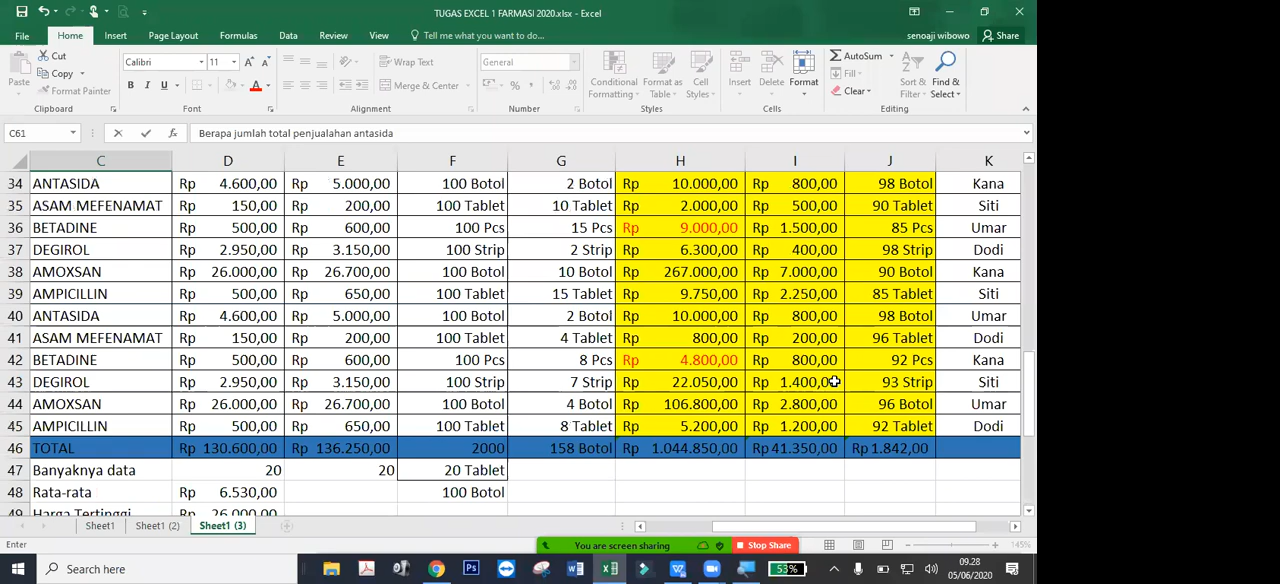 TUGAS EXCEL 1 FARMASI 2020.xlsx - Excel
File Home Insert Page Layout Formulas Data Review View Tell me what you want to do... senoaji wibowo Share
Paste Cut Copy Format Painter Clipboard
Calibri 11 A A B I U A Font
Wrap Text Merge & Center Alignment
General % , Number
Conditional Formatting Format as Table Cell Styles Styles
Insert Delete Format Cells
AutoSum Fill Clear Sort & Filter Find & Select Editing
C61 fx Berapa jumlah total penjualahan antasida
C D E F G H I J K
34 ANTASIDA Rp 4.600,00 Rp 5.000,00 100 Botol 2 Botol Rp 10.000,00 Rp 800,00 98 Botol Kana
35 ASAM MEFENAMAT Rp 150,00 Rp 200,00 100 Tablet 10 Tablet Rp 2.000,00 Rp 500,00 90 Tablet Siti
36 BETADINE Rp 500,00 Rp 600,00 100 Pcs 15 Pcs Rp 9.000,00 Rp 1.500,00 85 Pcs Umar
37 DEGIROL Rp 2.950,00 Rp 3.150,00 100 Strip 2 Strip Rp 6.300,00 Rp 400,00 98 Strip Dodi
38 AMOXSAN Rp 26.000,00 Rp 26.700,00 100 Botol 10 Botol Rp 267.000,00 Rp 7.000,00 90 Botol Kana
39 AMPICILLIN Rp 500,00 Rp 650,00 100 Tablet 15 Tablet Rp 9.750,00 Rp 2.250,00 85 Tablet Siti
40 ANTASIDA Rp 4.600,00 Rp 5.000,00 100 Botol 2 Botol Rp 10.000,00 Rp 800,00 98 Botol Umar
41 ASAM MEFENAMAT Rp 150,00 Rp 200,00 100 Tablet 4 Tablet Rp 800,00 Rp 200,00 96 Tablet Dodi
42 BETADINE Rp 500,00 Rp 600,00 100 Pcs 8 Pcs Rp 4.800,00 Rp 800,00 92 Pcs Kana
43 DEGIROL Rp 2.950,00 Rp 3.150,00 100 Strip 7 Strip Rp 22.050,00 Rp 1.400,00 93 Strip Siti
44 AMOXSAN Rp 26.000,00 Rp 26.700,00 100 Botol 4 Botol Rp 106.800,00 Rp 2.800,00 96 Botol Umar
45 AMPICILLIN Rp 500,00 Rp 650,00 100 Tablet 8 Tablet Rp 5.200,00 Rp 1.200,00 92 Tablet Dodi
46 TOTAL Rp 130.600,00 Rp 136.250,00 2000 158 Botol Rp 1.044.850,00 Rp 41.350,00 Rp 1.842,00
47 Banyaknya data 20 20 20 Tablet
48 Rata-rata Rp 6.530,00 100 Botol
49 Harga Tertinggi Rp 26.000,00
Sheet1 Sheet1 (2) Sheet1 (3)
Enter You are screen sharing Stop Share 145%
Search here 53% 09.28
05/06/2020